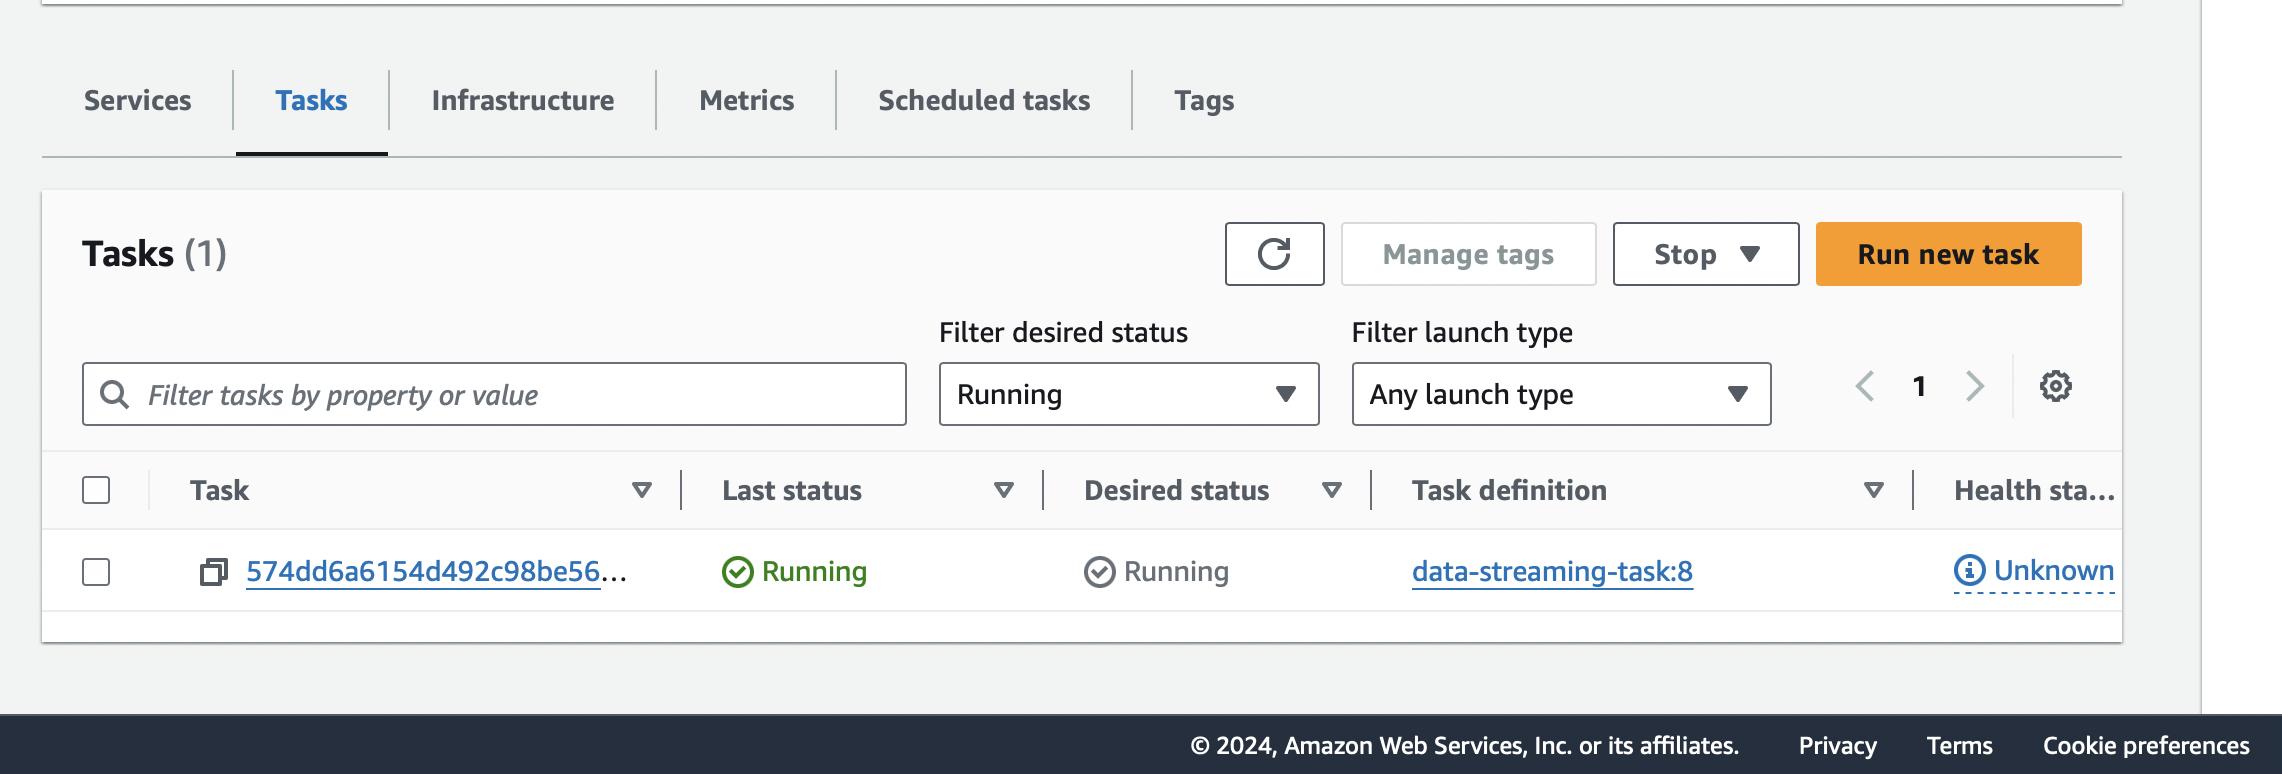 Services Tasks Infrastructure Metrics Scheduled tasks Tags
Tasks (1) Manage tags Stop Run new task
Filter desired status Filter launch type
Filter tasks by property or value Running Any launch type 1
Task Last status Desired status Task definition Health sta...
574dd6a6154d492c98be56... Running Running data-streaming-task:8 Unknown
© 2024, Amazon Web Services, Inc. or its affiliates. Privacy Terms Cookie preferences